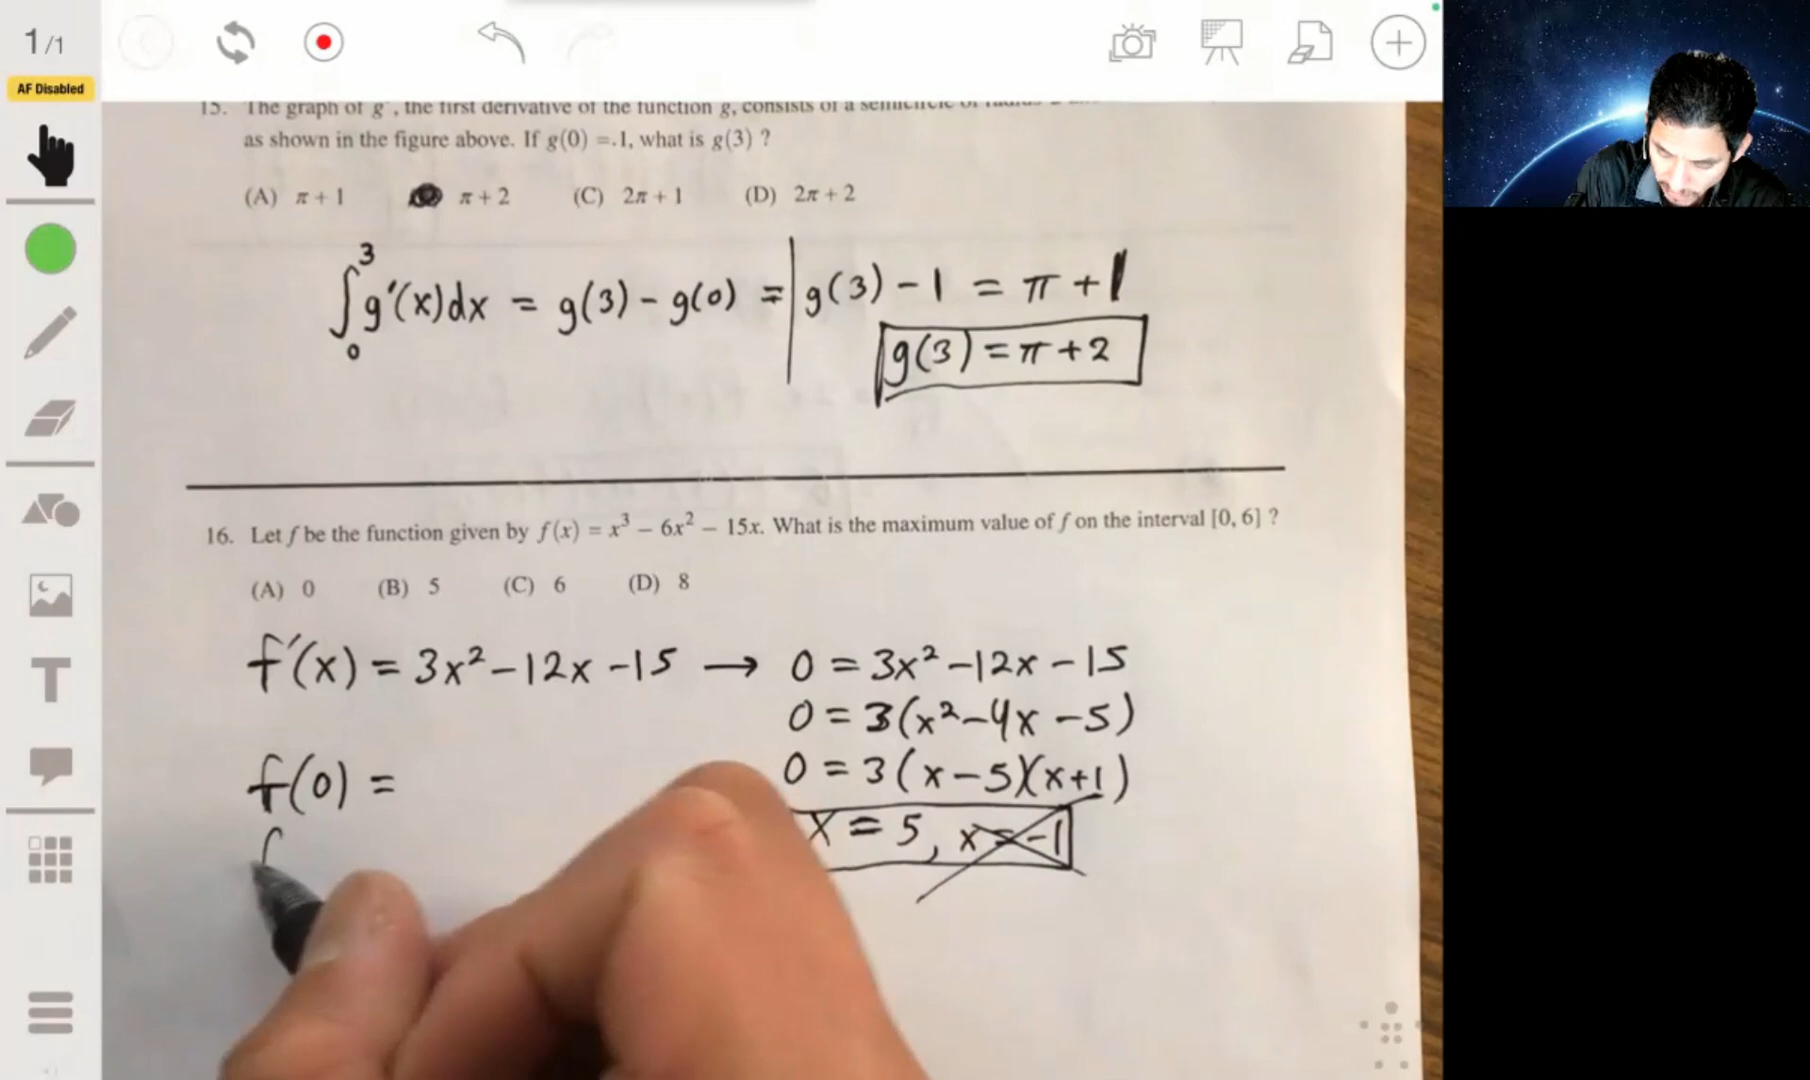 1/1
AF Disabled
15. The graph of g′, the first derivative of the function g, consists of a semicircle of radius 2
as shown in the figure above. If g(0) = 1, what is g(3) ?
(A) π + 1 π + 2 (C) 2π + 1 (D) 2π + 2
∫₀³ g′(x)dx = g(3) − g(0) = g(3) − 1 = π + 1
g(3) = π + 2
16. Let f be the function given by f(x) = x³ − 6x² − 15x. What is the maximum value of f on the interval [0, 6] ?
(A) 0 (B) 5 (C) 6 (D) 8
f′(x) = 3x² − 12x − 15 → 0 = 3x² − 12x − 15
0 = 3(x² − 4x − 5)
f(0) = 0 = 3(x − 5)(x + 1)
x = 5, x = −1
T